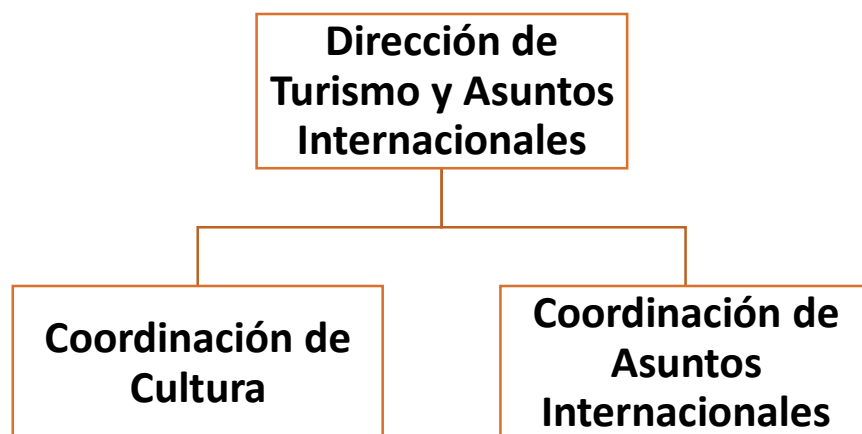 Dirección de
Turismo y Asuntos
Internacionales
Coordinación de
Cultura
Coordinación de
Asuntos
Internacionales